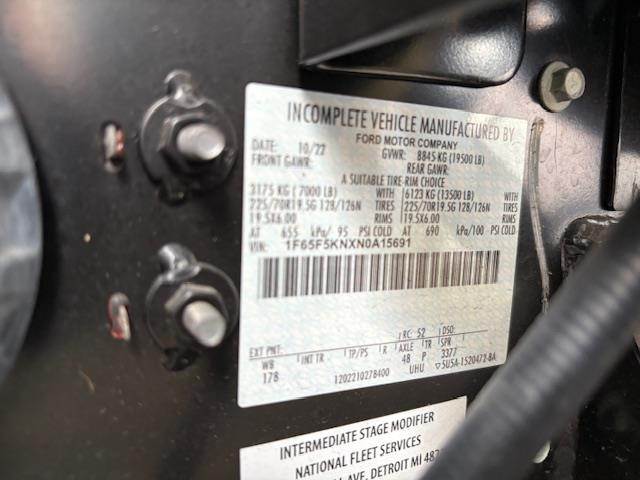 INCOMPLETE VEHICLE MANUFACTURED BY
FORD MOTOR COMPANY
DATE: 10/22 GVWR: 8845 KG (19500 LB)
FRONT GAWR: REAR GAWR:
A SUITABLE TIRE-RIM CHOICE
3175 KG (7000 LB) WITH 6123 KG (13500 LB) WITH
225/70R19.5G 128/126N TIRES 225/70R19.5G 128/126N TIRES
19.5X6.00 RIMS 19.5X6.00 RIMS
AT 655 kPa/ 95 PSI COLD AT 690 kPa/ 100 PSI COLD
VIN: 1F65F5KNXN0A15691
EXT PNT: RC: 52 DSO:
WB INT TR TP/PS R AXLE TR SPR
178 48 P 3377
1202210278400 UHU ▽5U5A-1520472-BA
INTERMEDIATE STAGE MODIFIER
NATIONAL FLEET SERVICES
AVE, DETROIT MI